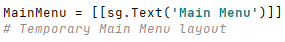 MainMenu = [[sg.Text('Main Menu')]]
# Temporary Main Menu layout